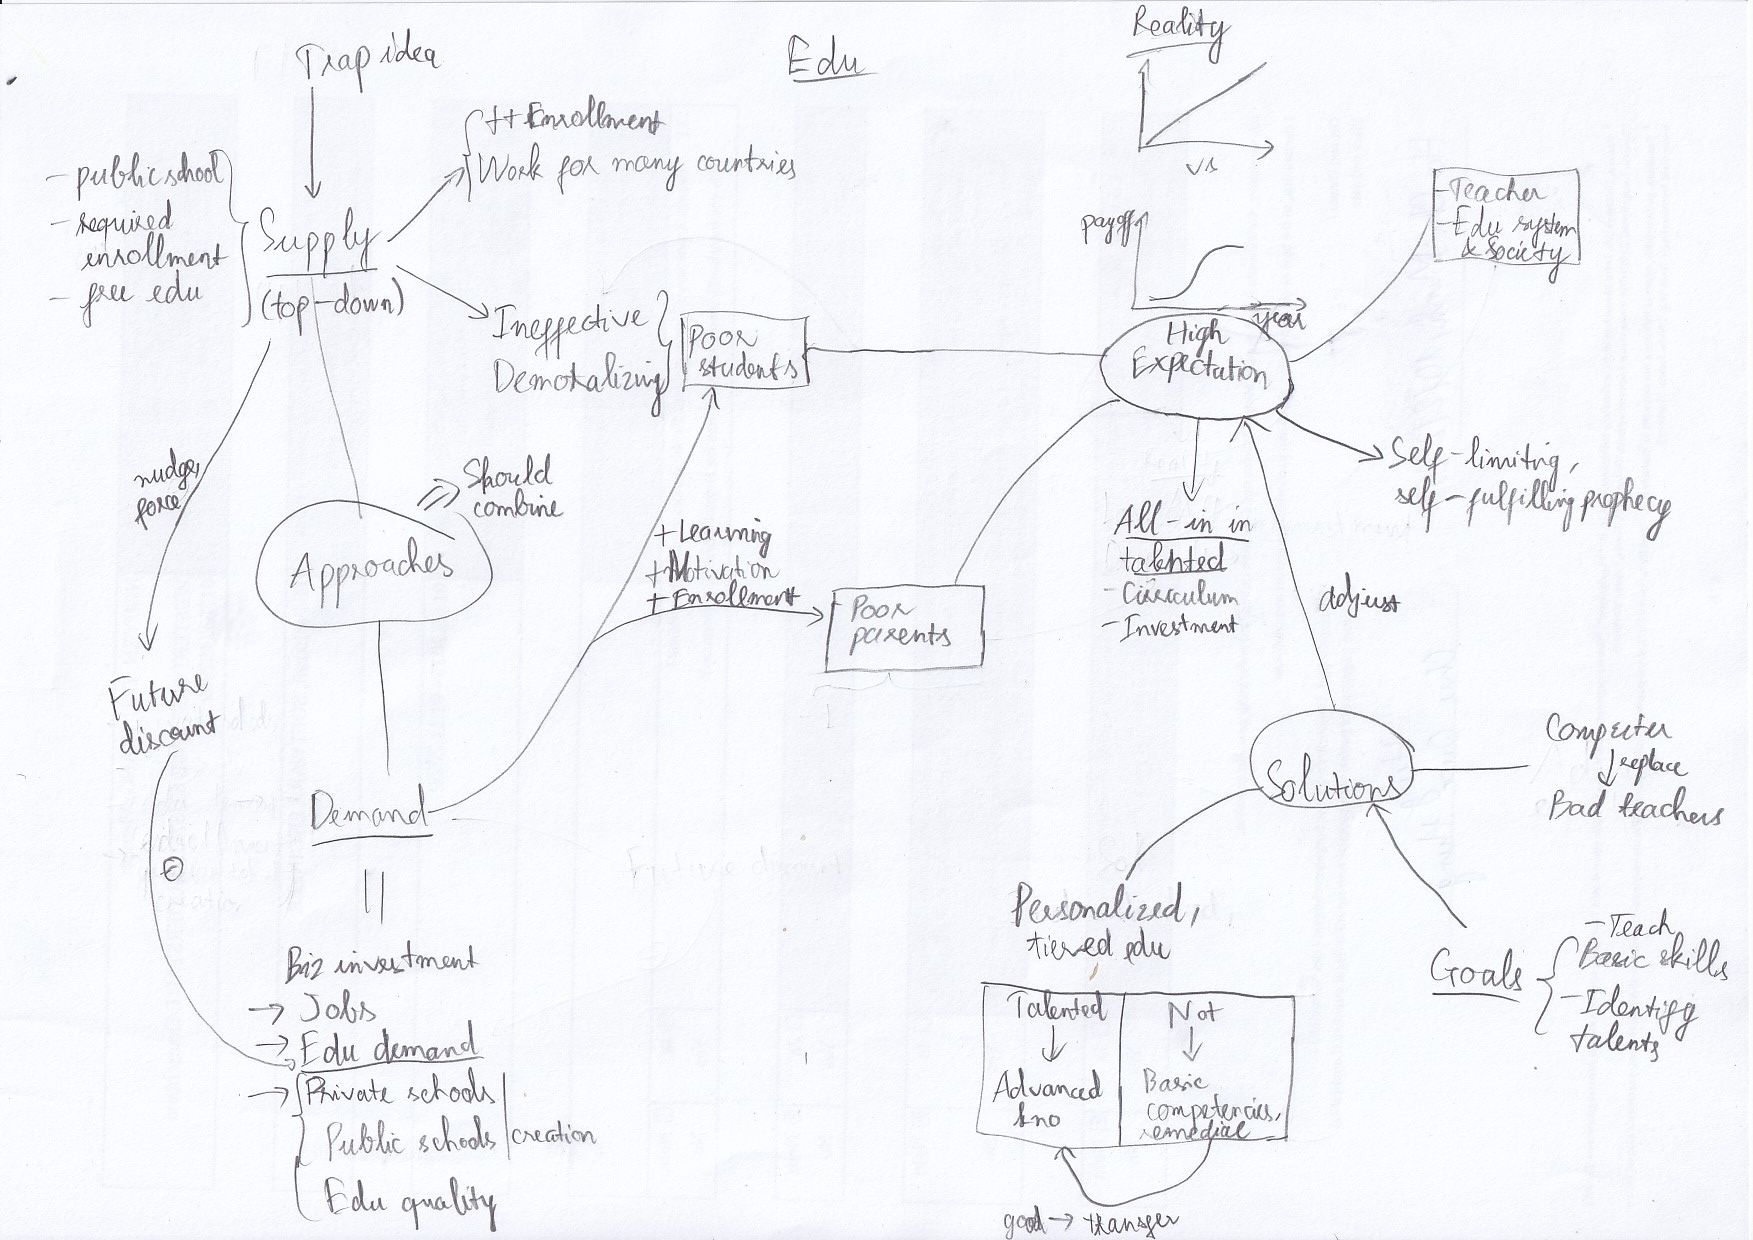 Trap idea
Edu
Reality
++ Enrollment
Work for many countries
vs
- public school
- required
enrollment
- free edu
Supply
(top-down)
payoff
year
- Teacher
- Edu system
& Society
Ineffective
Demoralizing
Poor
students
High
Expectation
nudge,
force
Should
combine
Approaches
+ Learning
+ Motivation
+ Enrollment
Poor
parents
All-in in
talented
- Curriculum
- Investment
Self-limiting,
self-fulfilling prophecy
adjust
Future
discount
Demand
Solutions
Computer
↓ replace
Bad teachers
Biz investment
→ Jobs
→ Edu demand
→ Private schools
Public schools
creation
Edu quality
Personalized,
tiered edu
Talented
Advanced
kno
Not
Basic
competencies,
remedial
good → transfer
Goals
- Teach
Basic skills
- Identify
talents